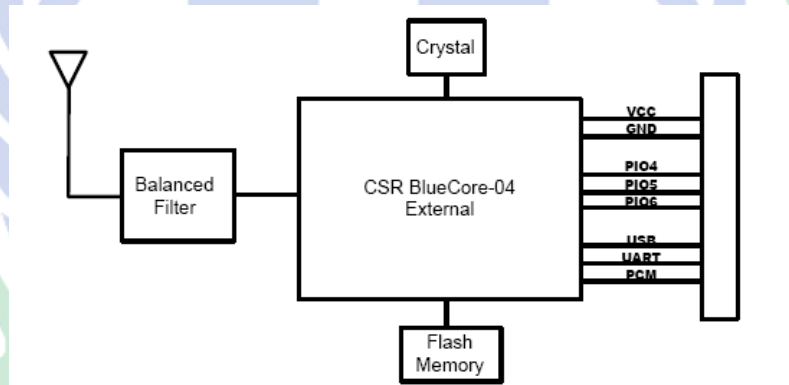 Crystal
VCC
GND
Balanced
Filter
CSR BlueCore-04
External
PIO4
PIO5
PIO6
USB
UART
PCM
Flash
Memory